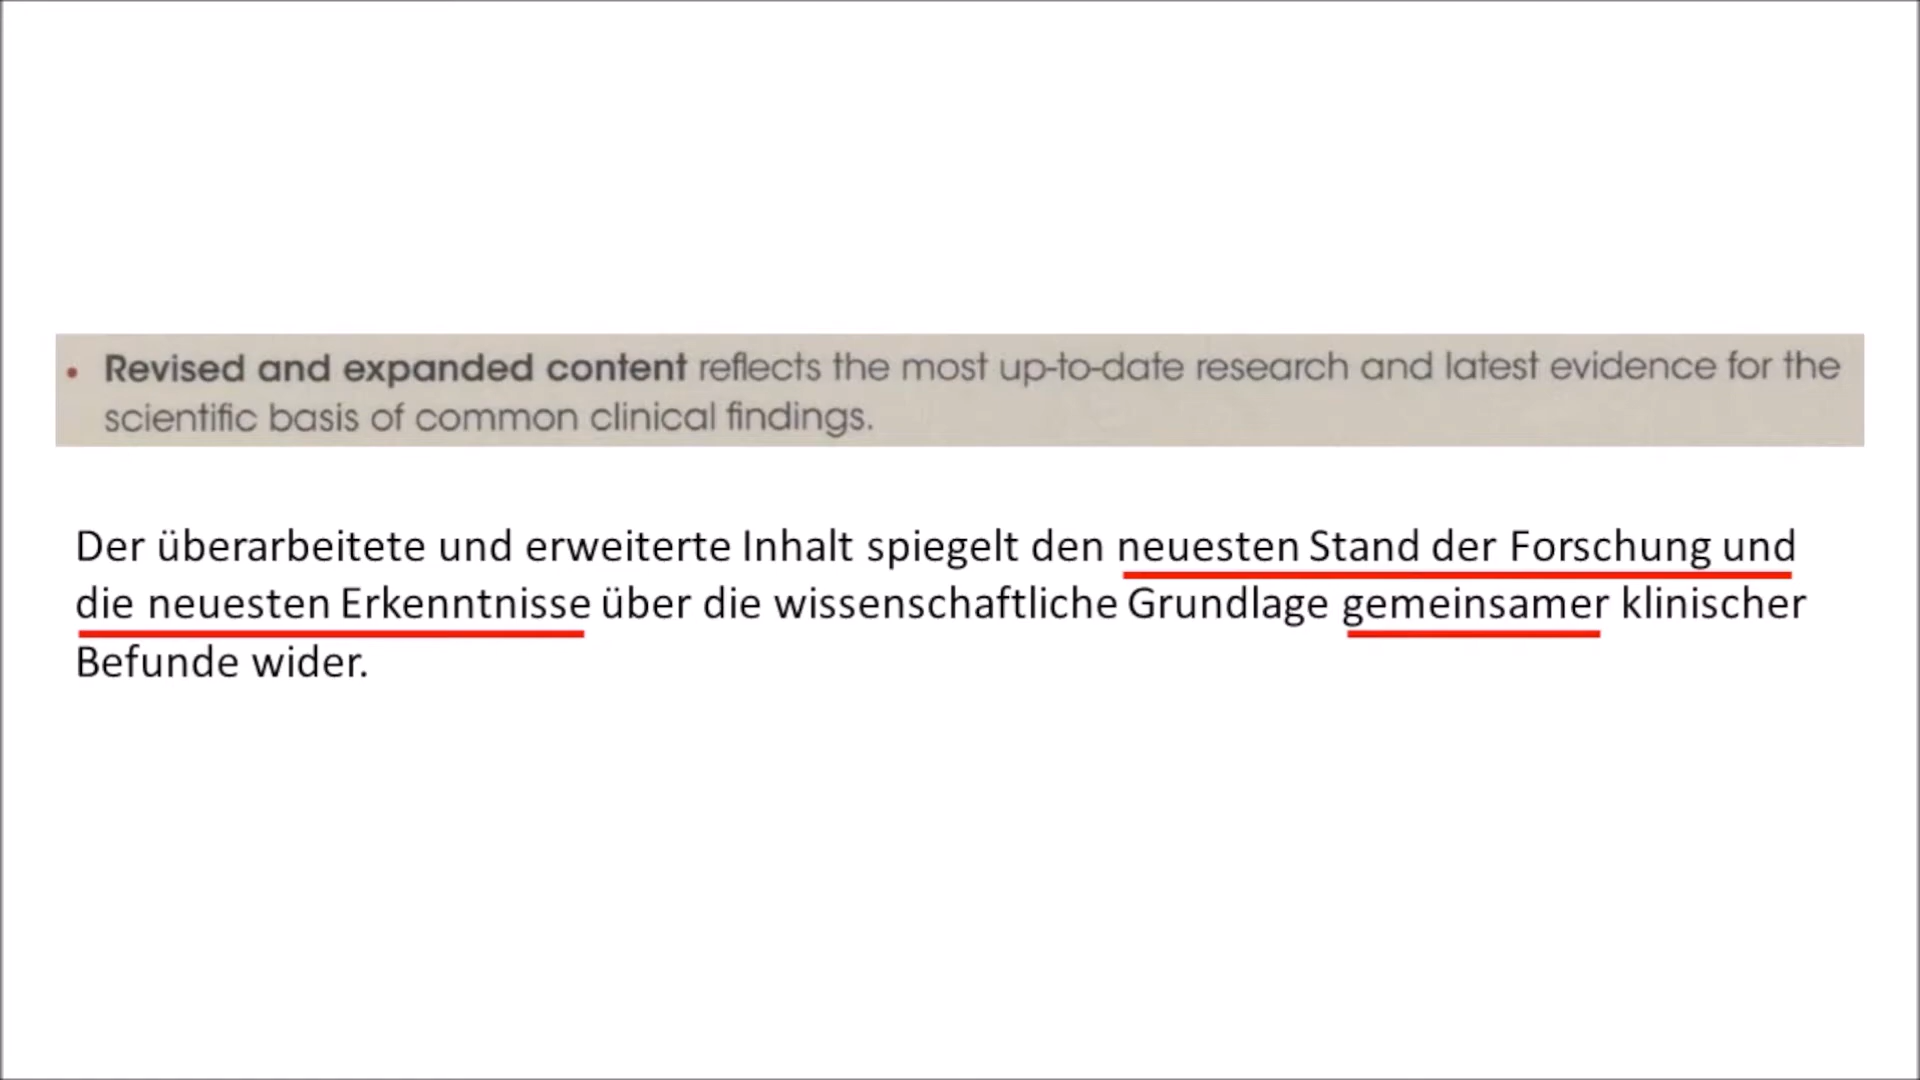 • Revised and expanded content reflects the most up-to-date research and latest evidence for the
scientific basis of common clinical findings.
Der überarbeitete und erweiterte Inhalt spiegelt den neuesten Stand der Forschung und
die neuesten Erkenntnisse über die wissenschaftliche Grundlage gemeinsamer klinischer
Befunde wider.